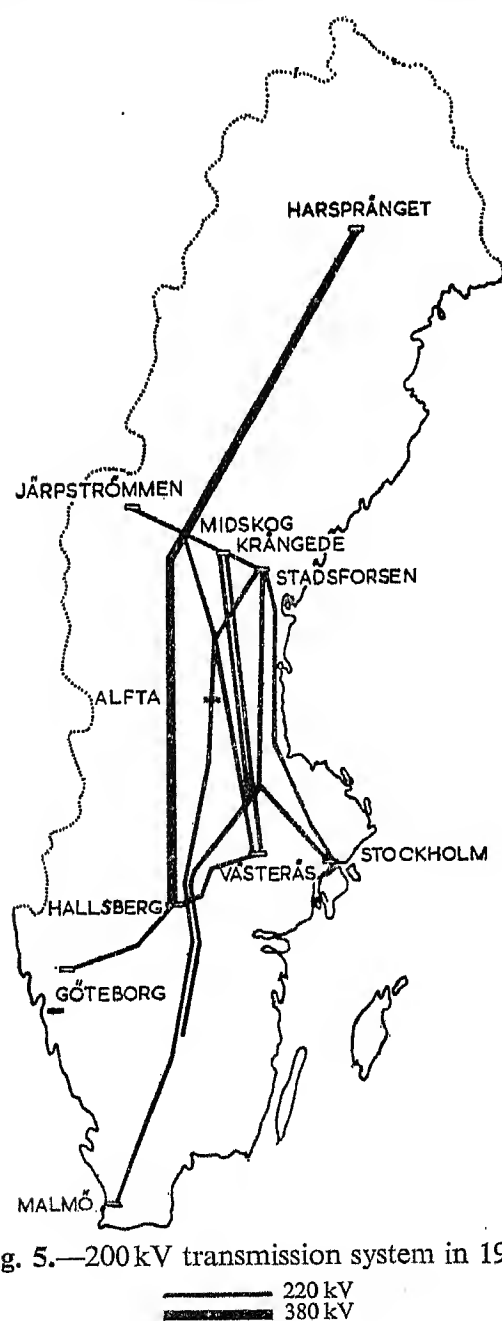 HARSPRÅNGET
JÄRPSTRÖMMEN
MIDSKOG
KRÅNGEDE
STADSFORSEN
ALFTA
STOCKHOLM
VÄSTERÅS
HALLSBERG
GÖTEBORG
MALMÖ
g. 5.—200 kV transmission system in 19
220 kV
380 kV